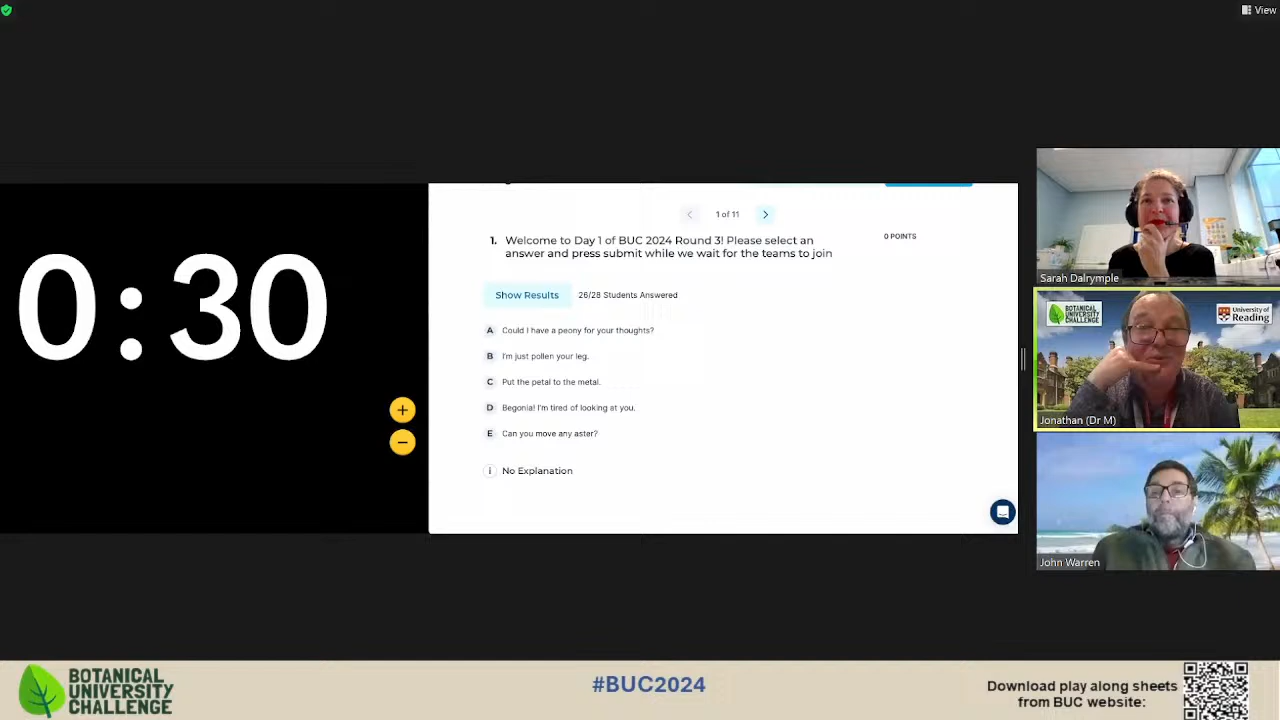 View
0:30
+
−
1 of 11
1. Welcome to Day 1 of BUC 2024 Round 3! Please select an
answer and press submit while we wait for the teams to join
0 POINTS
Show Results
26/28 Students Answered
A Could I have a peony for your thoughts?
B I'm just pollen your leg.
C Put the petal to the metal.
D Begonia! I'm tired of looking at you.
E Can you move any aster?
i No Explanation
Sarah Dalrymple
BOTANICAL
UNIVERSITY
CHALLENGE
University of
Reading
Jonathan (Dr M)
John Warren
BOTANICAL
UNIVERSITY
CHALLENGE
#BUC2024
Download play along sheets
from BUC website: